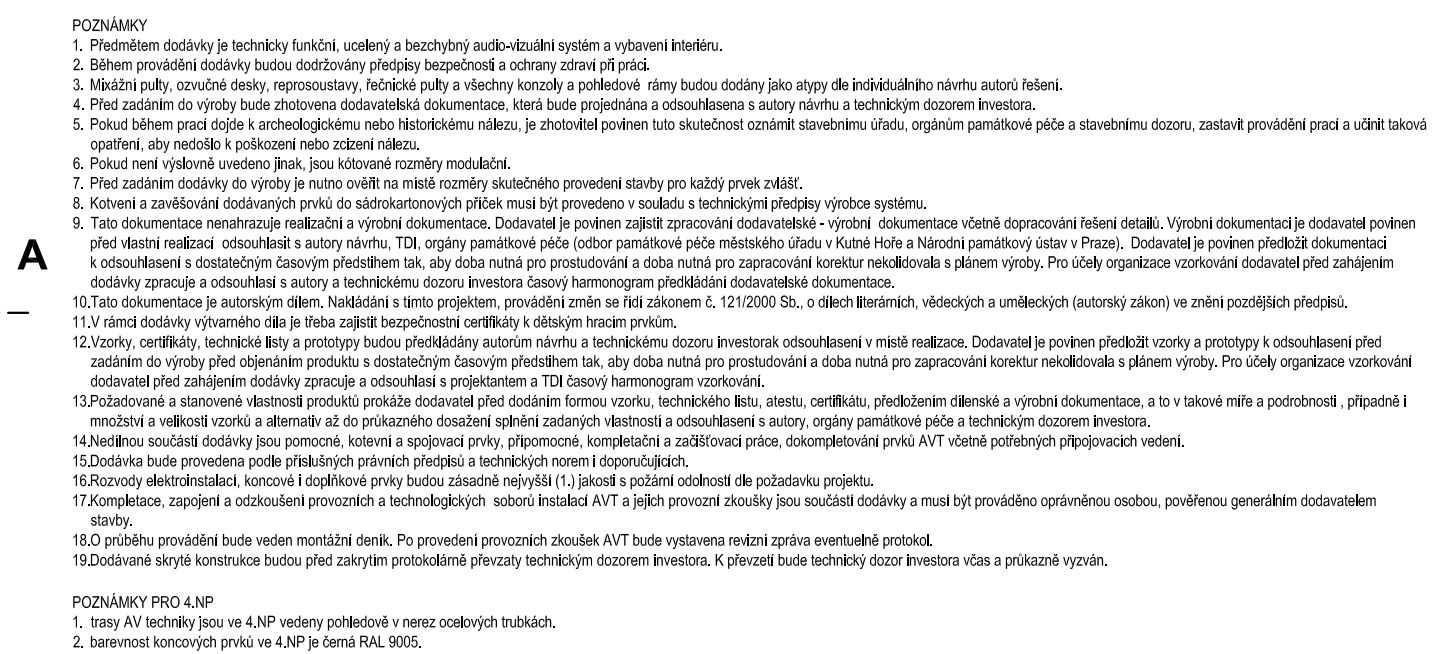 POZNÁMKY
1. Předmětem dodávky je technicky funkční, ucelený a bezchybný audio-vizuální systém a vybavení interiéru.
2. Během provádění dodávky budou dodržovány předpisy bezpečnosti a ochrany zdraví při práci.
3. Mixážní pulty, ozvučné desky, reprosoustavy, řečnické pulty a všechny konzoly a pohledové rámy budou dodány jako atypy dle individuálního návrhu autorů řešení.
4. Před zadáním do výroby bude zhotovena dodavatelská dokumentace, která bude projednána a odsouhlasena s autory návrhu a technickým dozorem investora.
5. Pokud během prací dojde k archeologickému nebo historickému nálezu, je zhotovitel povinen tuto skutečnost oznámit stavebnímu úřadu, orgánům památkové péče a stavebnímu dozoru, zastavit provádění prací a učinit taková
opatření, aby nedošlo k poškození nebo zcizení nálezu.
6. Pokud není výslovně uvedeno jinak, jsou kótované rozměry modulační.
7. Před zadáním dodávky do výroby je nutno ověřit na místě rozměry skutečného provedení stavby pro každý prvek zvlášť.
8. Kotvení a zavěšování dodávaných prvků do sádrokartonových příček musí být provedeno v souladu s technickými předpisy výrobce systému.
9. Tato dokumentace nenahrazuje realizační a výrobní dokumentace. Dodavatel je povinen zajistit zpracování dodavatelské - výrobní dokumentace včetně dopracování řešení detailů. Výrobní dokumentaci je dodavatel povinen
před vlastní realizací odsouhlasit s autory návrhu, TDI, orgány památkové péče (odbor památkové péče městského úřadu v Kutné Hoře a Národní památkový ústav v Praze). Dodavatel je povinen předložit dokumentaci
k odsouhlasení s dostatečným časovým předstihem tak, aby doba nutná pro prostudování a doba nutná pro zapracování korektur nekolidovala s plánem výroby. Pro účely organizace vzorkování dodavatel před zahájením
dodávky zpracuje a odsouhlasí s autory a technickému dozoru investora časový harmonogram předkládání dodavatelské dokumentace.
10.Tato dokumentace je autorským dílem. Nakládání s tímto projektem, provádění změn se řídí zákonem č. 121/2000 Sb., o dílech literárních, vědeckých a uměleckých (autorský zákon) ve znění pozdějších předpisů.
11.V rámci dodávky výtvarného díla je třeba zajistit bezpečnostní certifikáty k dětským hracím prvkům.
12.Vzorky, certifikáty, technické listy a prototypy budou předkládány autorům návrhu a technickému dozoru investorak odsouhlasení v místě realizace. Dodavatel je povinen předložit vzorky a prototypy k odsouhlasení před
zadáním do výroby před objenáním produktu s dostatečným časovým předstihem tak, aby doba nutná pro prostudování a doba nutná pro zapracování korektur nekolidovala s plánem výroby. Pro účely organizace vzorkování
dodavatel před zahájením dodávky zpracuje a odsouhlasí s projektantem a TDI časový harmonogram vzorkování.
13.Požadované a stanovené vlastnosti produktů prokáže dodavatel před dodáním formou vzorku, technického listu, atestu, certifikátu, předložením dílenské a výrobní dokumentace, a to v takové míře a podrobnosti , případně i
množství a velikosti vzorků a alternativ až do průkazného dosažení splnění zadaných vlastností a odsouhlasení s autory, orgány památkové péče a technickým dozorem investora.
14.Nedílnou součástí dodávky jsou pomocné, kotevní a spojovací prvky, přípomocné, kompletační a začišťovací práce, dokompletování prvků AVT včetně potřebných připojovacích vedení.
15.Dodávka bude provedena podle příslušných právních předpisů a technických norem i doporučujících.
16.Rozvody elektroinstalací, koncové i doplňkové prvky budou zásadně nejvyšší (1.) jakosti s požární odolností dle požadavku projektu.
17.Kompletace, zapojení a odzkoušení provozních a technologických souborů instalací AVT a jejich provozní zkoušky jsou součástí dodávky a musí být prováděno oprávněnou osobou, pověřenou generálním dodavatelem
stavby.
18.O průběhu provádění bude veden montážní deník. Po provedení provozních zkoušek AVT bude vystavena revizní zpráva eventuelně protokol.
19.Dodávané skryté konstrukce budou před zakrytím protokolárně převzaty technickým dozorem investora. K převzetí bude technický dozor investora včas a průkazně vyzván.
POZNÁMKY PRO 4.NP
1. trasy AV techniky jsou ve 4.NP vedeny pohledově v nerez ocelových trubkách.
2. barevnost koncových prvků ve 4.NP je černá RAL 9005.
A